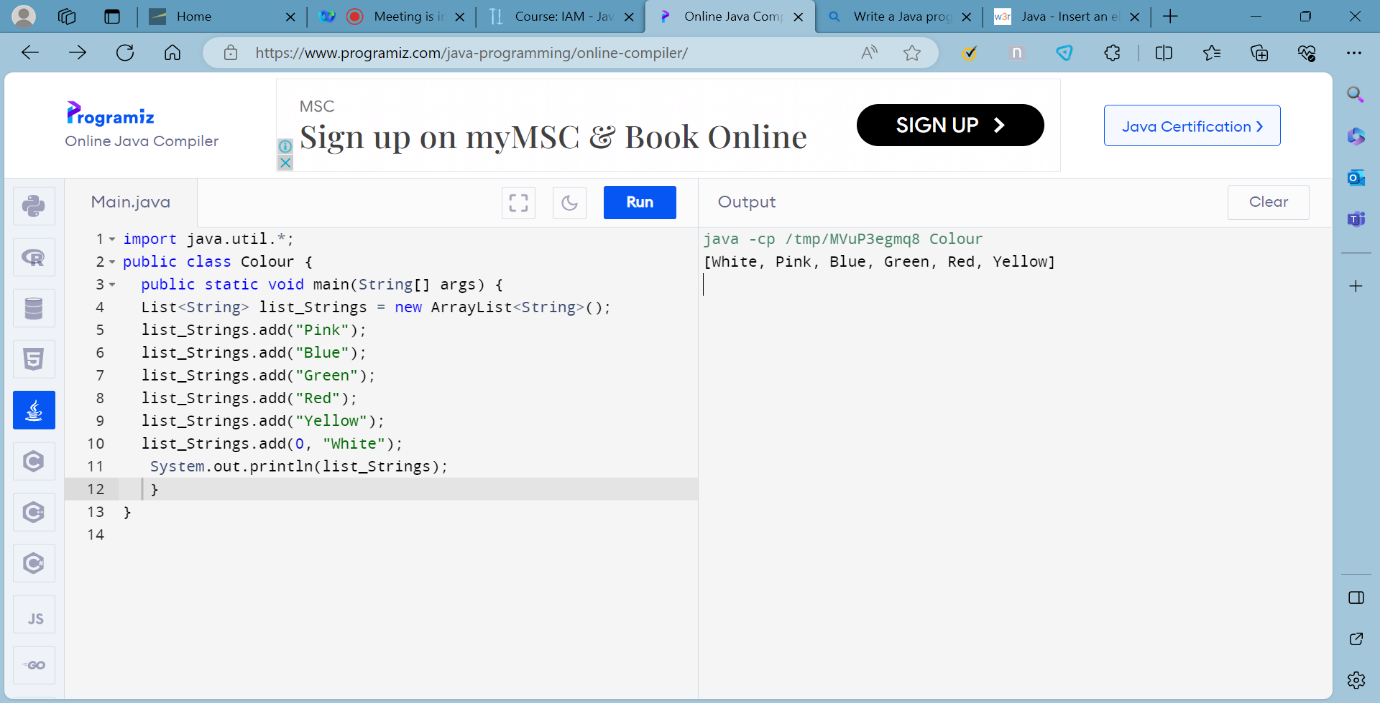 Home
Meeting is i
Course: IAM - Jav
Online Java Comp
Write a Java prog
w3r
Java - Insert an el
https://www.programiz.com/java-programming/online-compiler/
Programiz
Online Java Compiler
MSC
Sign up on myMSC & Book Online
SIGN UP
Java Certification
Main.java
Run
Output
Clear
1 import java.util.*;
2 public class Colour {
3 public static void main(String[] args) {
4 List<String> list_Strings = new ArrayList<String>();
5 list_Strings.add("Pink");
6 list_Strings.add("Blue");
7 list_Strings.add("Green");
8 list_Strings.add("Red");
9 list_Strings.add("Yellow");
10 list_Strings.add(0, "White");
11 System.out.println(list_Strings);
12 }
13 }
14
java -cp /tmp/MVuP3egmq8 Colour
[White, Pink, Blue, Green, Red, Yellow]
JS
GO